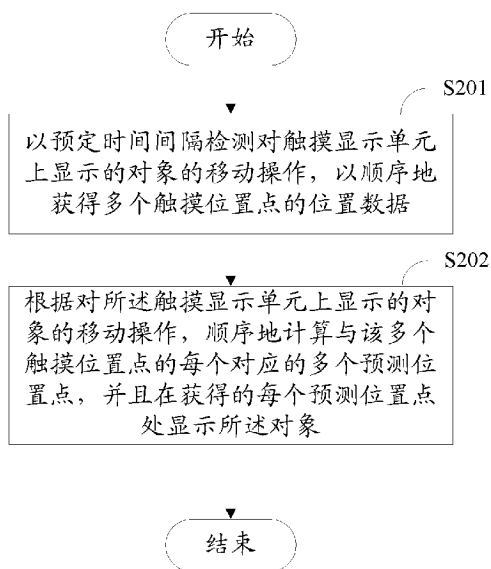 开始
S201
以预定时间间隔检测对触摸显示单元
上显示的对象的移动操作，以顺序地
获得多个触摸位置点的位置数据
S202
根据对所述触摸显示单元上显示的对
象的移动操作，顺序地计算与该多个
触摸位置点的每个对应的多个预测位
置点，并且在获得的每个预测位置点
处显示所述对象
结束